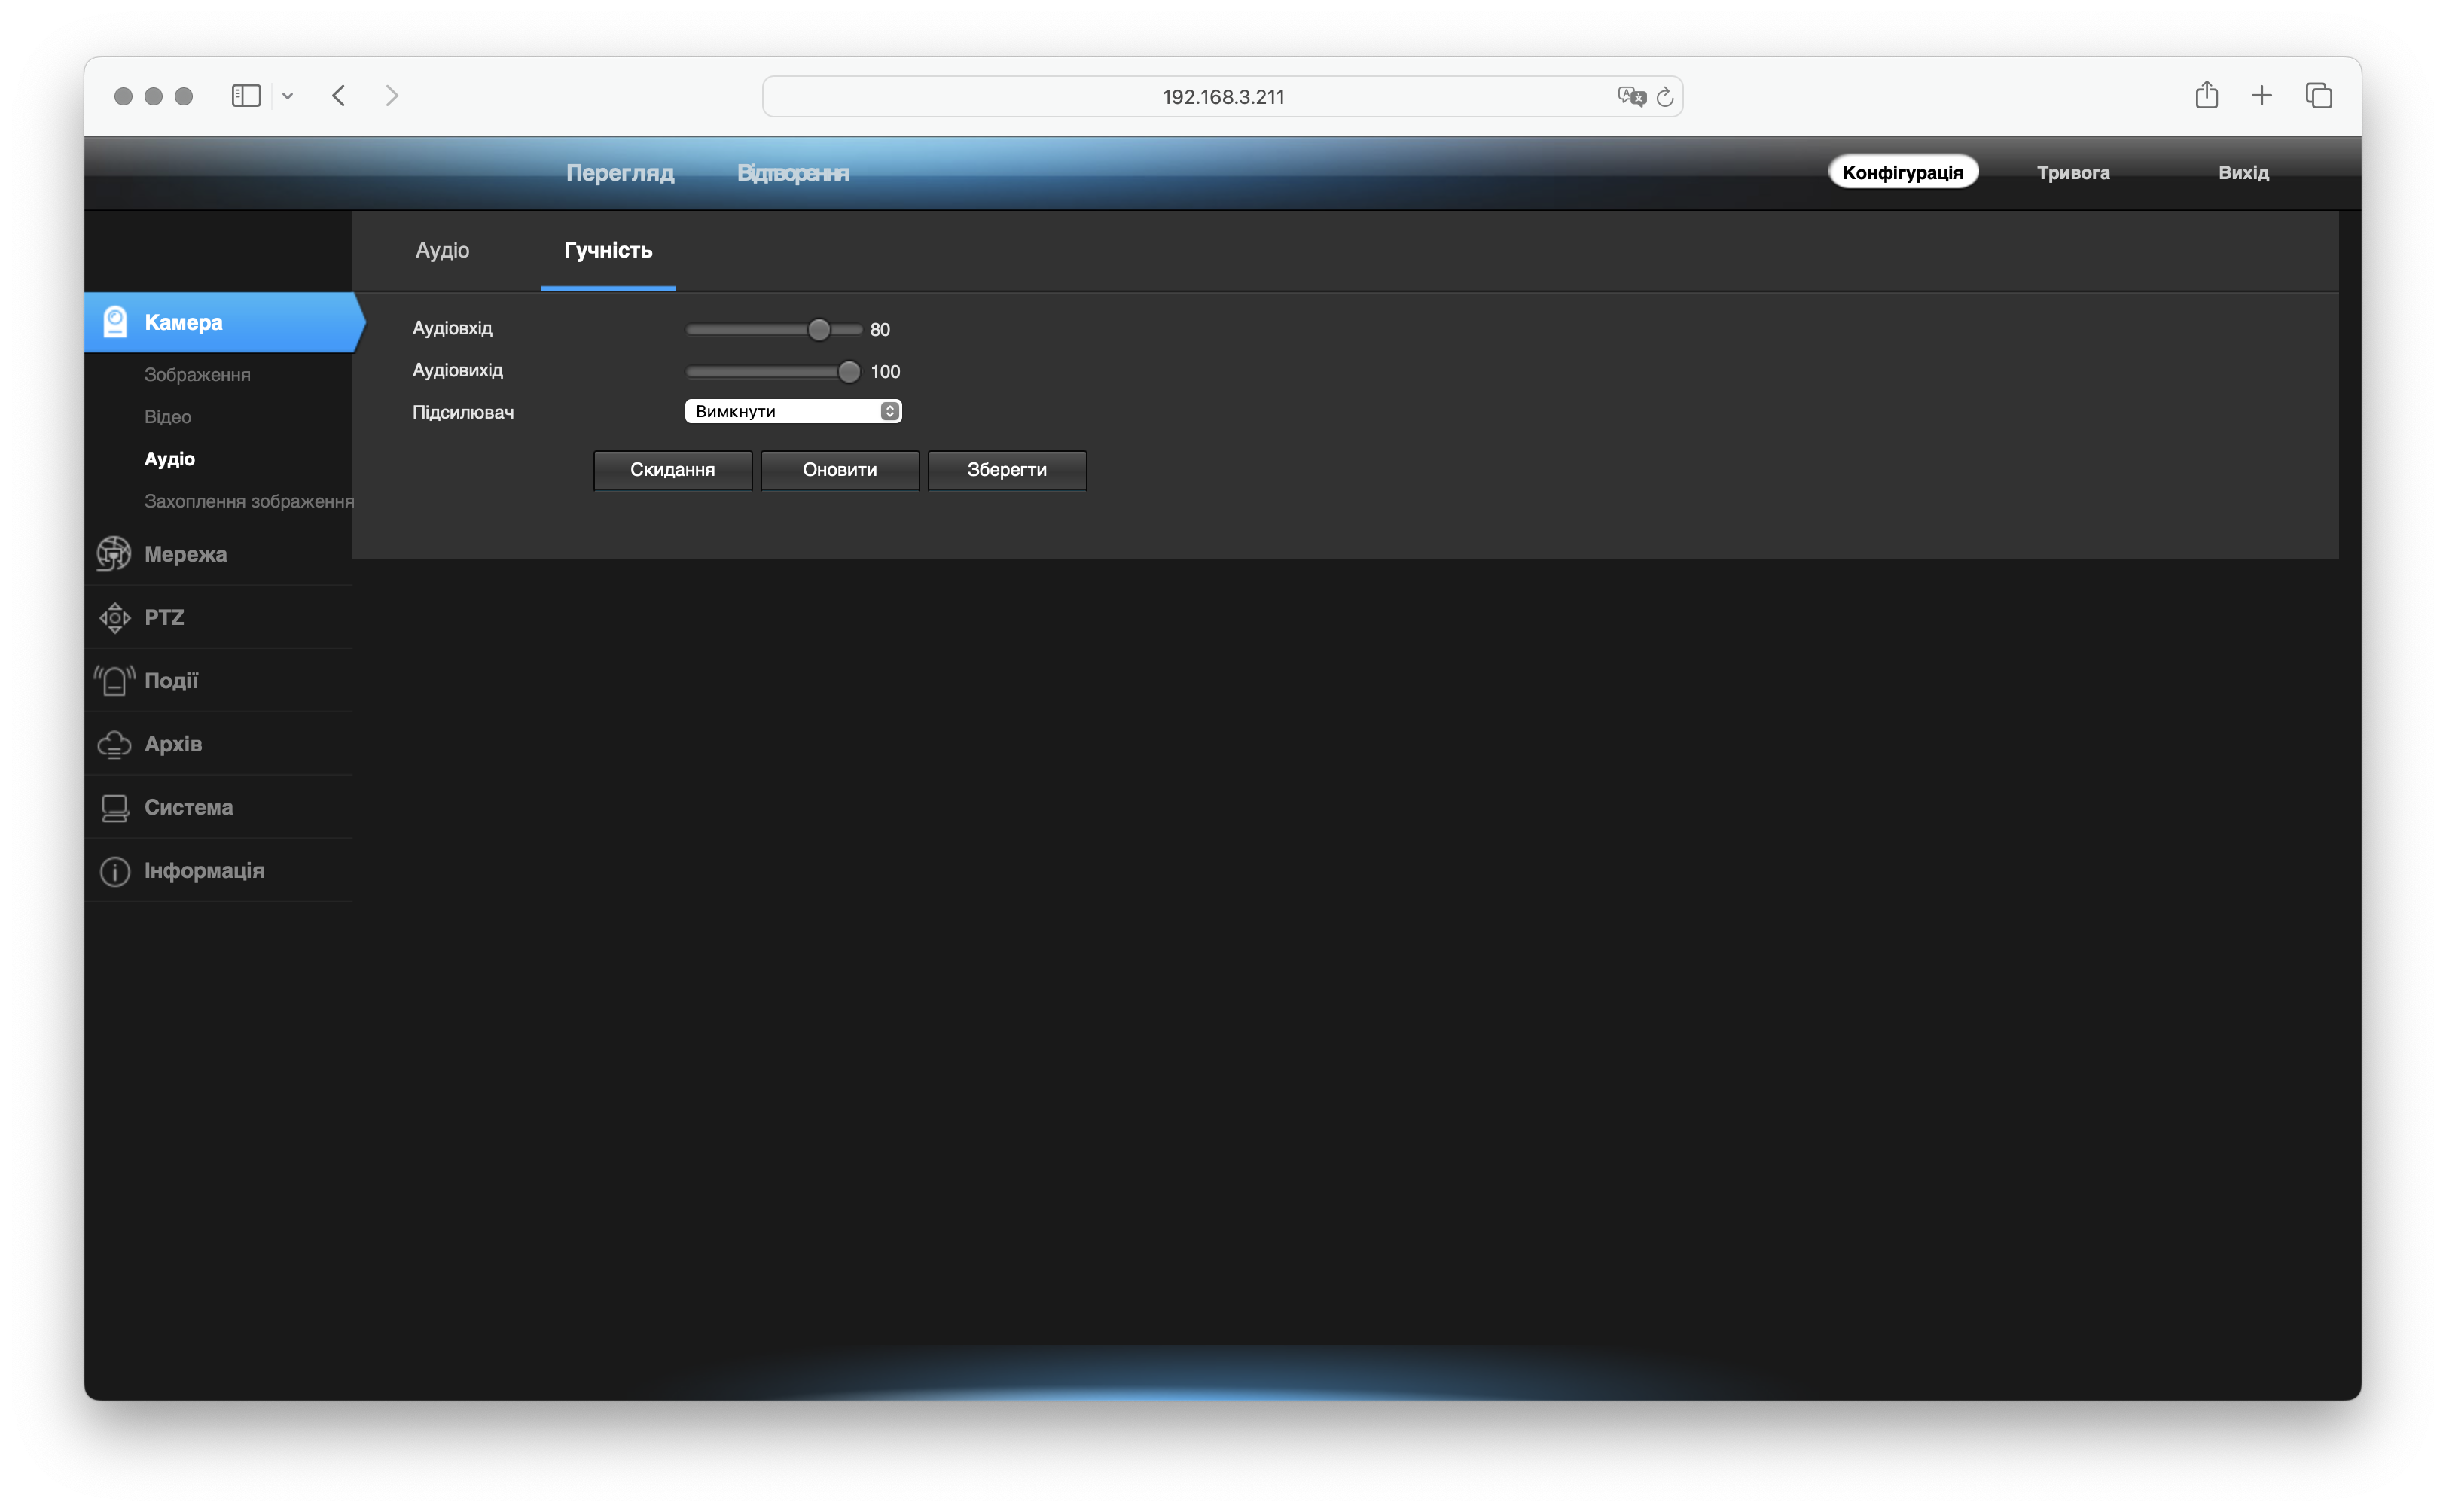 192.168.3.211
Перегляд
Відтворення
Конфігурація
Тривога
Вихід
Аудіо
Гучність
Камера
Зображення
Відео
Аудіо
Захоплення зображення
Мережа
PTZ
Події
Архів
Система
Інформація
Аудіовхід
80
Аудіовихід
100
Підсилювач
Вимкнути
Скидання
Оновити
Зберегти